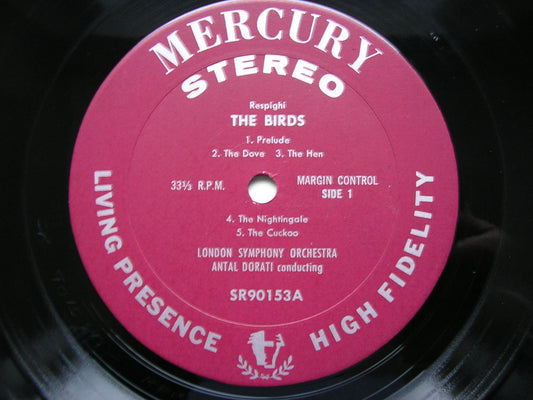 MERCURY
STEREO
Respighi
THE BIRDS
1. Prelude
2. The Dove 3. The Hen
33⅓ R.P.M.
MARGIN CONTROL
SIDE 1
4. The Nightingale
5. The Cuckoo
LONDON SYMPHONY ORCHESTRA
ANTAL DORATI conducting
SR90153A
LIVING PRESENCE
HIGH FIDELITY